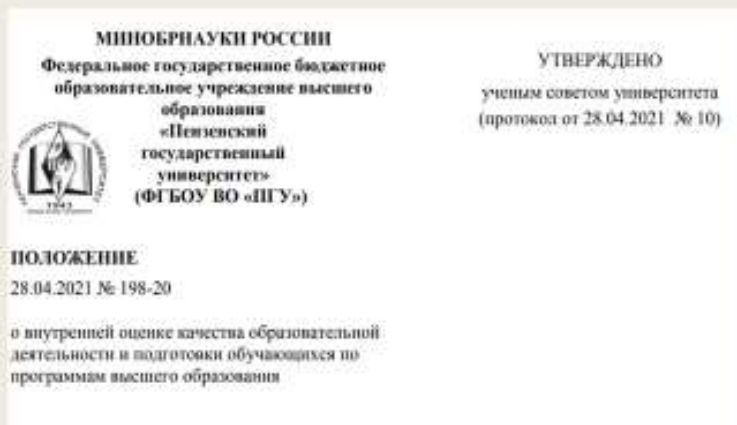 МИНОБРНАУКИ РОССИИ
Федеральное государственное бюджетное
образовательное учреждение высшего
образования
«Пензенский
государственный
университет»
(ФГБОУ ВО «ПГУ»)
УТВЕРЖДЕНО
ученым советом университета
(протокол от 28.04.2021 № 10)
1943
ПОЛОЖЕНИЕ
28.04.2021 № 198-20
о внутренней оценке качества образовательной
деятельности и подготовки обучающихся по
программам высшего образования